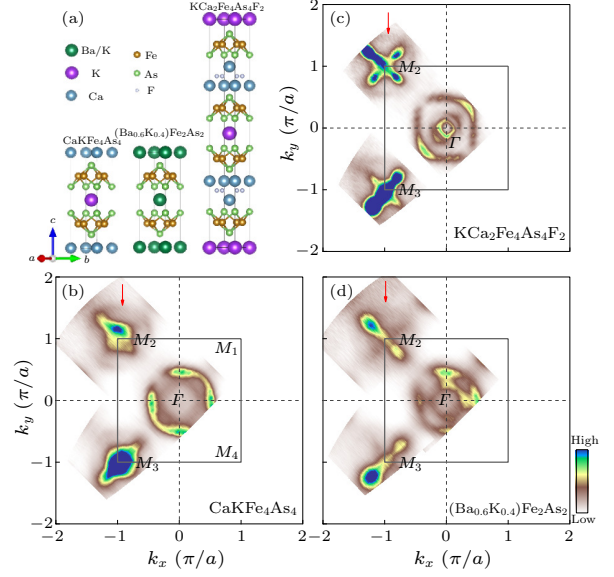 (a)
KCa2Fe4As4F2
Ba/K
Fe
K
As
Ca
F
CaKFe4As4
(Ba0.6K0.4)Fe2As2
c
a
b
(c)
M2
Γ
M3
KCa2Fe4As4F2
2
1
0
-1
-2
ky (π/a)
(b)
M2
M1
Γ
M3
M4
CaKFe4As4
2
1
0
-1
-2
ky (π/a)
-2
-1
0
1
2
kx (π/a)
(d)
M2
Γ
M3
(Ba0.6K0.4)Fe2As2
-1
0
1
2
kx (π/a)
High
Low